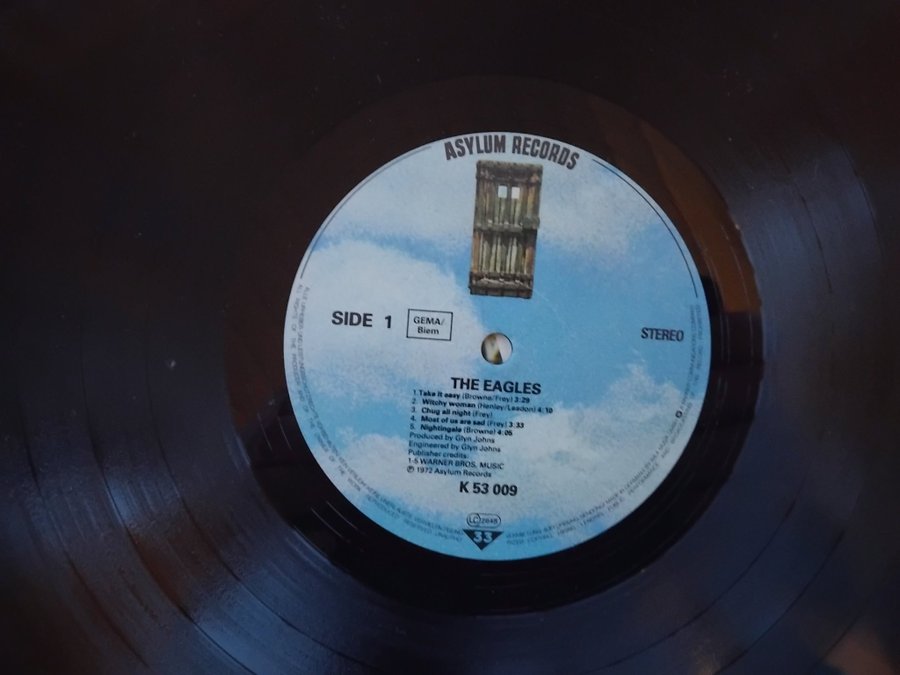 ASYLUM RECORDS
SIDE 1
GEMA/
Biem
STEREO
THE EAGLES
1. Take it easy (Browne/Frey) 3:29
2. Witchy woman (Henley/Leadon) 4:10
3. Chug all night (Frey)
4. Most of us are sad (Frey) 3:33
5. Nightingale (Browne) 4:05
Produced by Glyn Johns
Engineered by Glyn Johns
Publisher credits:
1-5 WARNER BROS. MUSIC
℗ 1972 Asylum Records
K 53 009
LC 2848
33